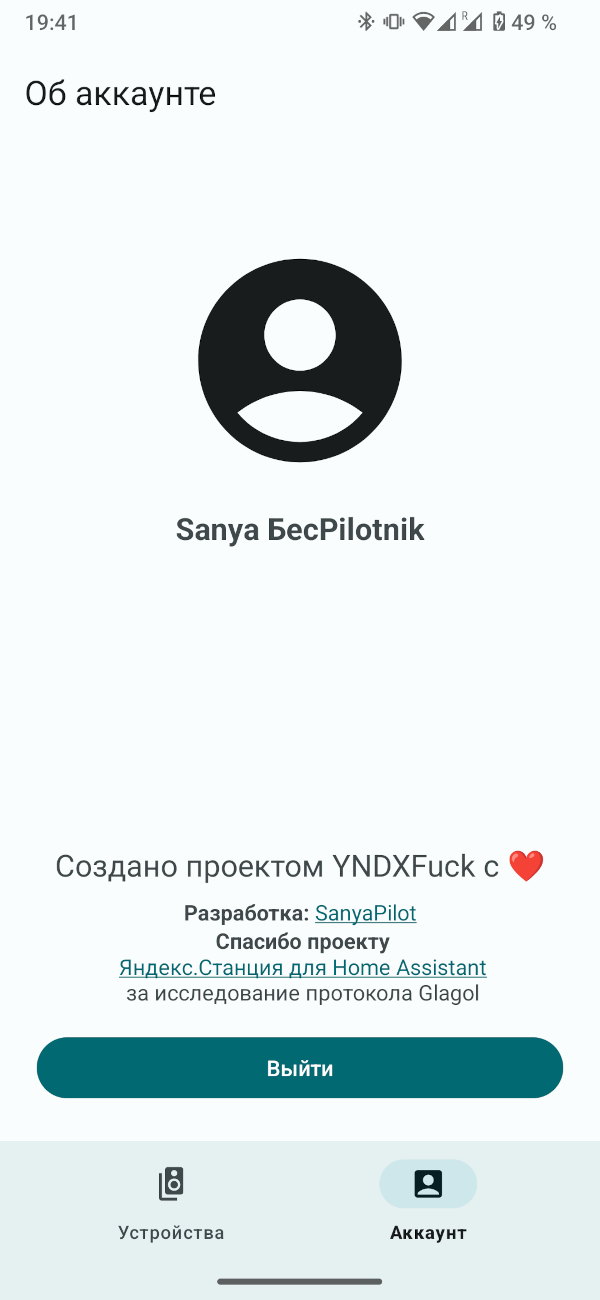 19:41
R
49 %
Об аккаунте
Sanya БесPilotnik
Создано проектом YNDXFuck с ❤️
Разработка: SanyaPilot
Спасибо проекту
Яндекс.Станция для Home Assistant
за исследование протокола Glagol
Выйти
Устройства
Аккаунт